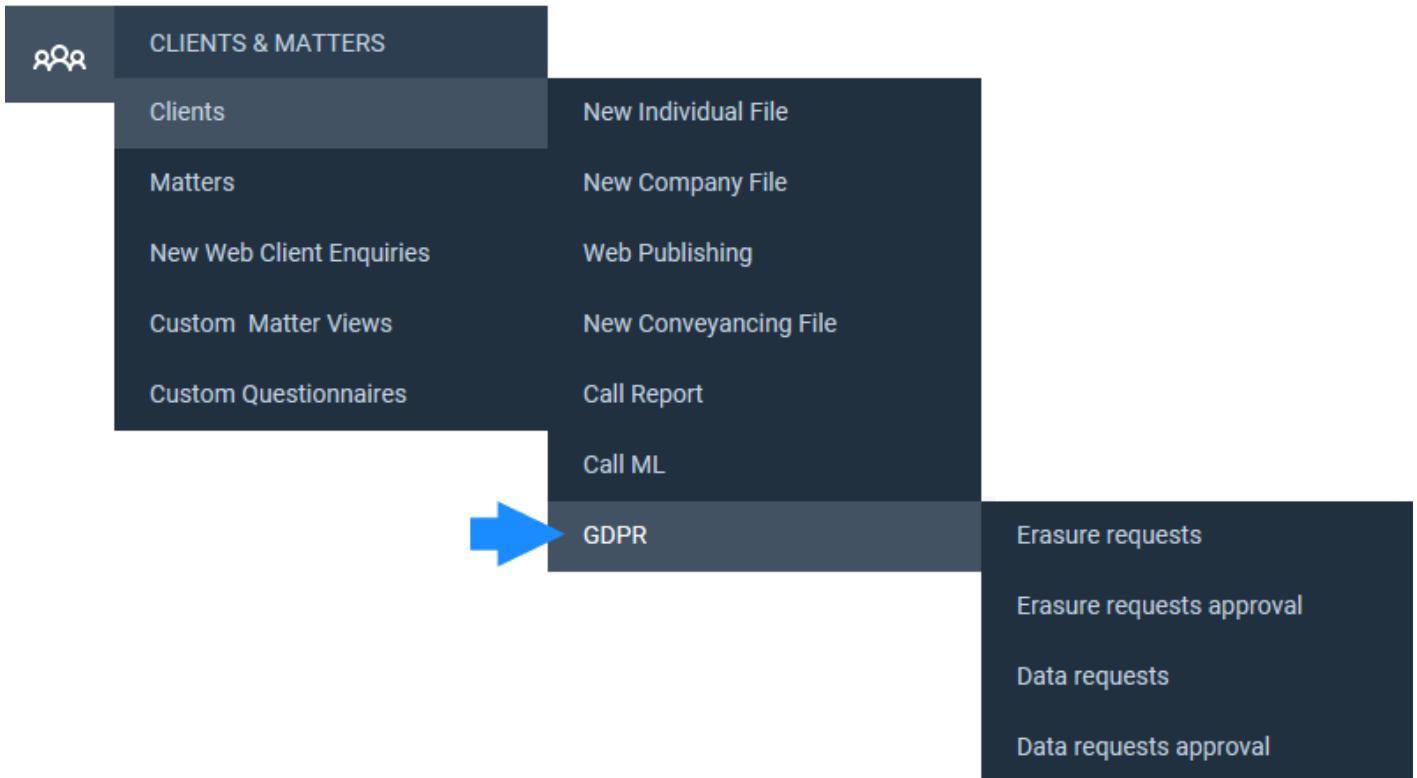 CLIENTS & MATTERS
Clients
Matters
New Web Client Enquiries
Custom  Matter Views
Custom Questionnaires
New Individual File
New Company File
Web Publishing
New Conveyancing File
Call Report
Call ML
GDPR
Erasure requests
Erasure requests approval
Data requests
Data requests approval